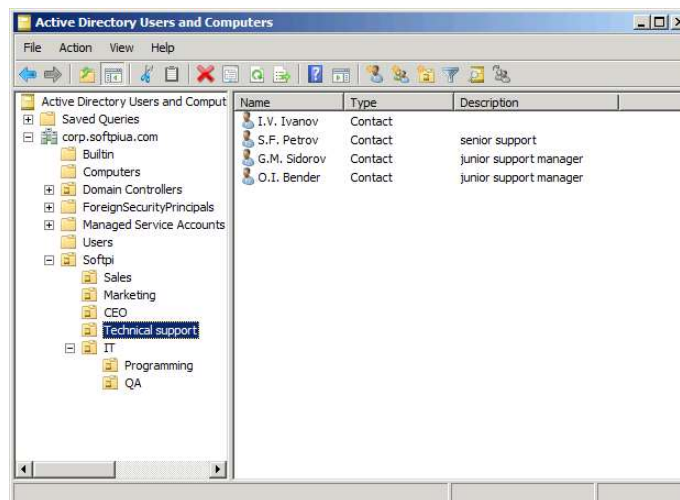 Active Directory Users and Computers
File Action View Help
Active Directory Users and Comput
Saved Queries
corp.softpiua.com
Builtin
Computers
Domain Controllers
ForeignSecurityPrincipals
Managed Service Accounts
Users
Softpi
Sales
Marketing
CEO
Technical support
IT
Programming
QA
Name Type Description
I.V. Ivanov Contact
S.F. Petrov Contact senior support
G.M. Sidorov Contact junior support manager
O.I. Bender Contact junior support manager